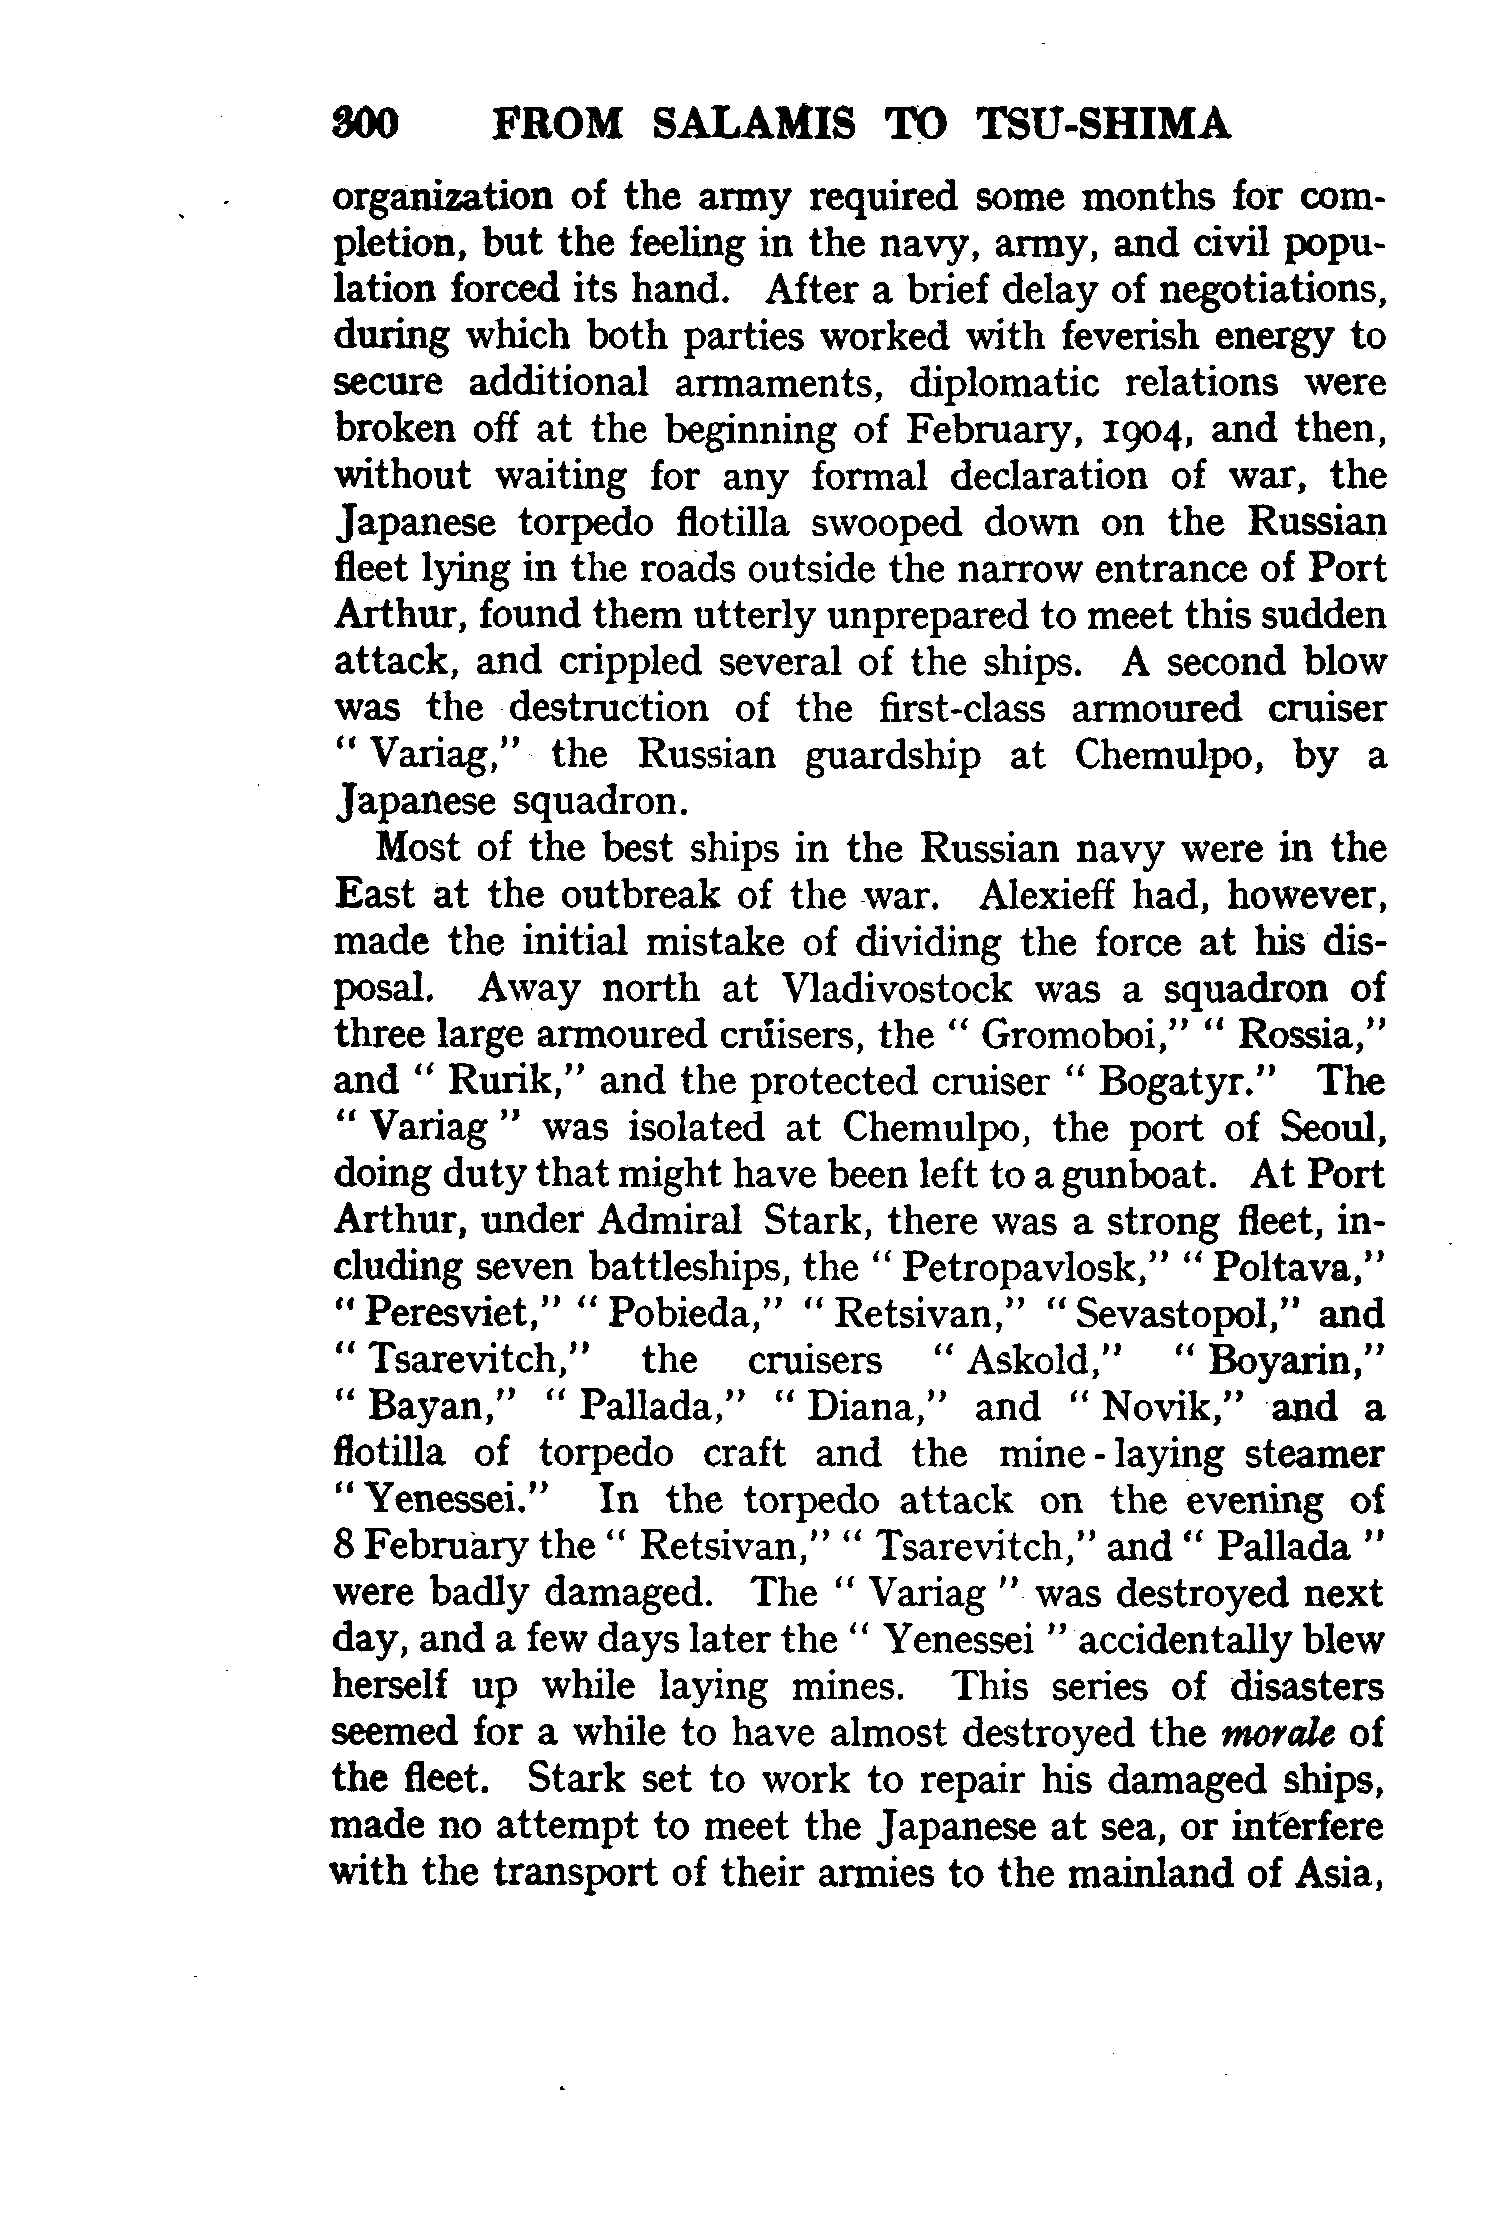 300 FROM SALAMIS TO TSU-SHIMA
organization of the army required some months for com-
pletion, but the feeling in the navy, army, and civil popu-
lation forced its hand. After a brief delay of negotiations,
during which both parties worked with feverish energy to
secure additional armaments, diplomatic relations were
broken off at the beginning of February, 1904, and then,
without waiting for any formal declaration of war, the
Japanese torpedo flotilla swooped down on the Russian
fleet lying in the roads outside the narrow entrance of Port
Arthur, found them utterly unprepared to meet this sudden
attack, and crippled several of the ships. A second blow
was the destruction of the first-class armoured cruiser
" Variag," the Russian guardship at Chemulpo, by a
Japanese squadron.
Most of the best ships in the Russian navy were in the
East at the outbreak of the war. Alexieff had, however,
made the initial mistake of dividing the force at his dis-
posal. Away north at Vladivostock was a squadron of
three large armoured cruisers, the " Gromoboi," " Rossia,"
and " Rurik," and the protected cruiser " Bogatyr." The
" Variag " was isolated at Chemulpo, the port of Seoul,
doing duty that might have been left to a gunboat. At Port
Arthur, under Admiral Stark, there was a strong fleet, in-
cluding seven battleships, the " Petropavlosk," " Poltava,"
" Peresviet," " Pobieda," " Retsivan," " Sevastopol," and
" Tsarevitch," the cruisers " Askold," " Boyarin,"
" Bayan," " Pallada," " Diana," and " Novik," and a
flotilla of torpedo craft and the mine-laying steamer
" Yenessei." In the torpedo attack on the evening of
8 February the " Retsivan," " Tsarevitch," and " Pallada "
were badly damaged. The " Variag " was destroyed next
day, and a few days later the " Yenessei " accidentally blew
herself up while laying mines. This series of disasters
seemed for a while to have almost destroyed the morale of
the fleet. Stark set to work to repair his damaged ships,
made no attempt to meet the Japanese at sea, or interfere
with the transport of their armies to the mainland of Asia,